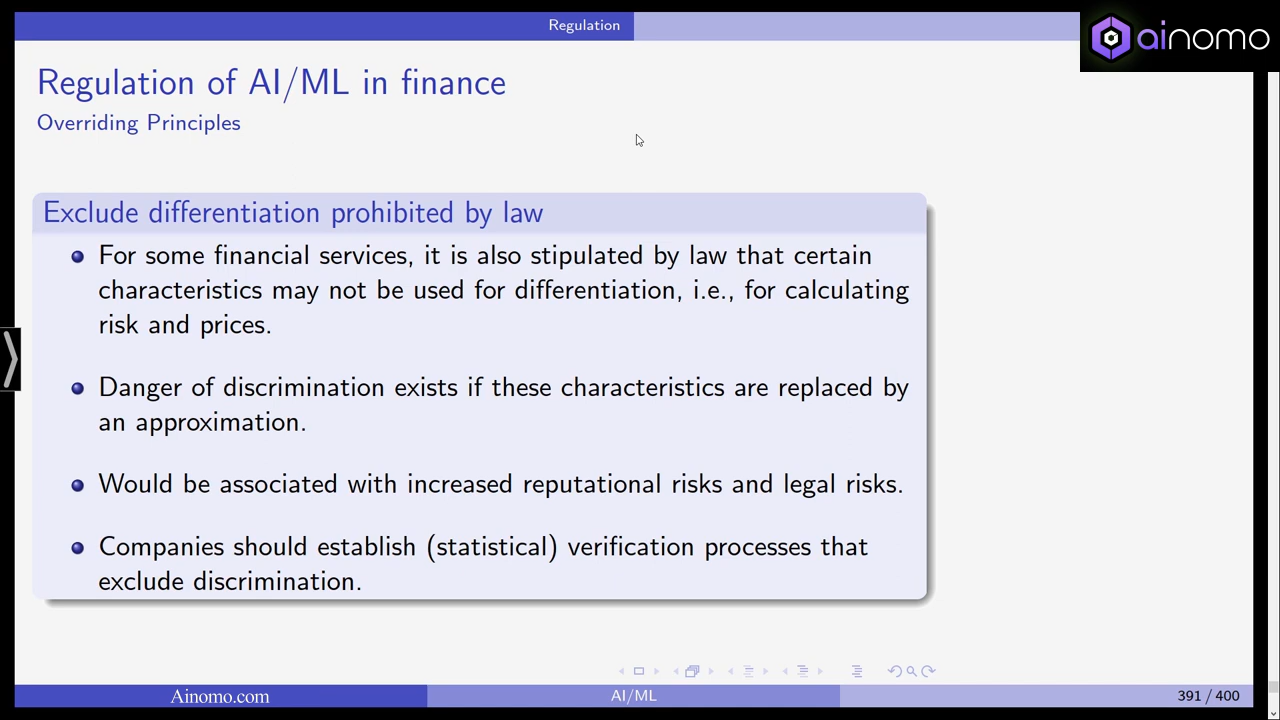 Regulation
ainomo
Regulation of AI/ML in finance
Overriding Principles
Exclude differentiation prohibited by law
For some financial services, it is also stipulated by law that certain
characteristics may not be used for differentiation, i.e., for calculating
risk and prices.
Danger of discrimination exists if these characteristics are replaced by
an approximation.
Would be associated with increased reputational risks and legal risks.
Companies should establish (statistical) verification processes that
exclude discrimination.
Ainomo.com
AI/ML
391 / 400